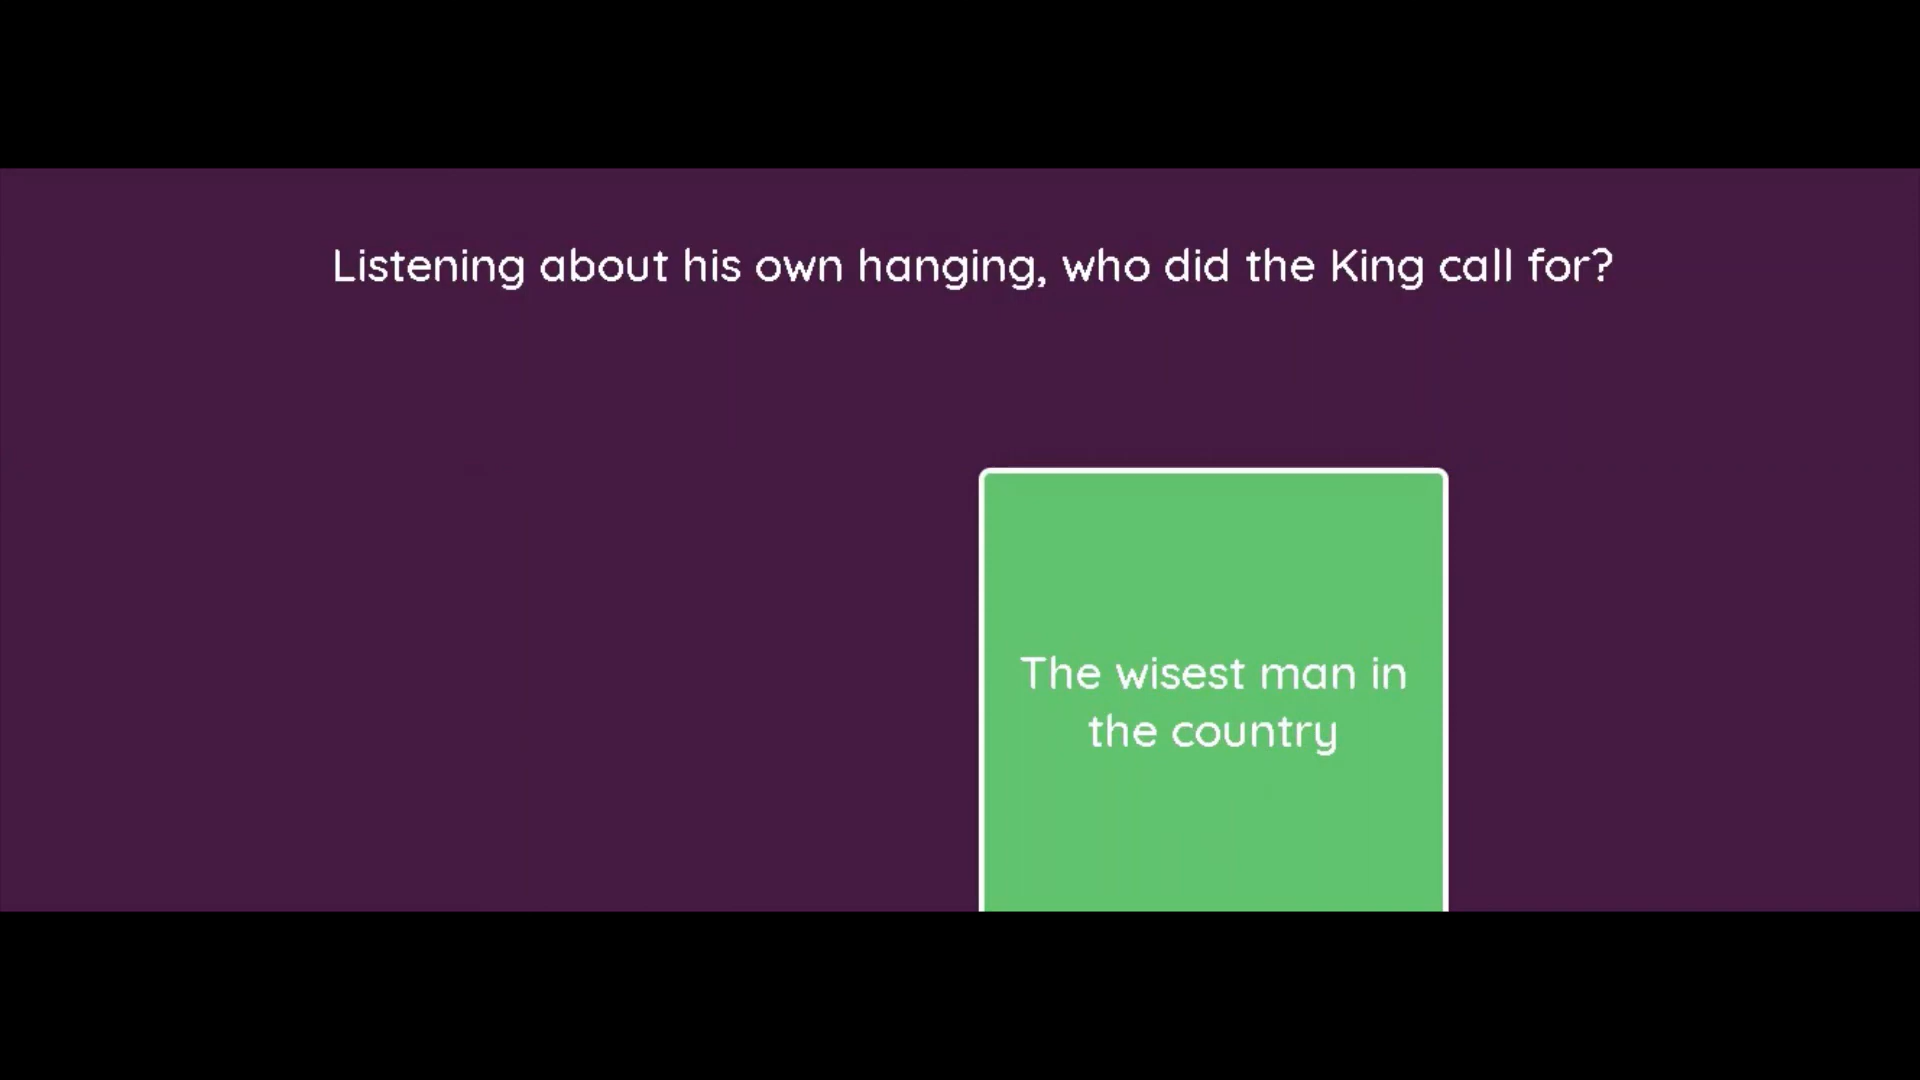 Listening about his own hanging, who did the King call for?
The wisest man in
the country